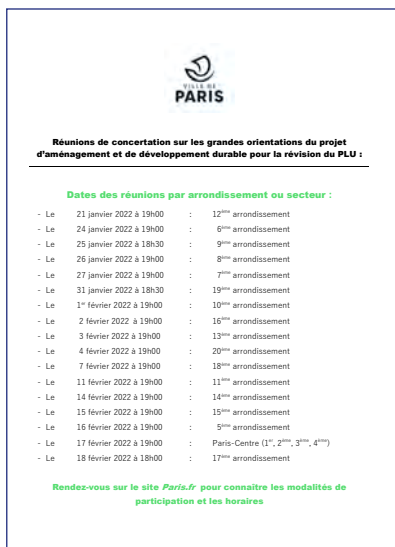 VILLE DE
PARIS
Réunions de concertation sur les grandes orientations du projet
d'aménagement et de développement durable pour la révision du PLU :
Dates des réunions par arrondissement ou secteur :
- Le 21 janvier 2022 à 19h00 : 12ème arrondissement
- Le 24 janvier 2022 à 19h00 : 6ème arrondissement
- Le 25 janvier 2022 à 18h30 : 9ème arrondissement
- Le 26 janvier 2022 à 19h00 : 8ème arrondissement
- Le 27 janvier 2022 à 19h00 : 7ème arrondissement
- Le 31 janvier 2022 à 18h30 : 19ème arrondissement
- Le 1er février 2022 à 19h00 : 10ème arrondissement
- Le 2 février 2022 à 19h00 : 16ème arrondissement
- Le 3 février 2022 à 19h00 : 13ème arrondissement
- Le 4 février 2022 à 19h00 : 20ème arrondissement
- Le 7 février 2022 à 19h00 : 18ème arrondissement
- Le 11 février 2022 à 19h00 : 11ème arrondissement
- Le 14 février 2022 à 19h00 : 14ème arrondissement
- Le 15 février 2022 à 19h00 : 15ème arrondissement
- Le 16 février 2022 à 19h00 : 5ème arrondissement
- Le 17 février 2022 à 19h00 : Paris-Centre (1er, 2ème, 3ème, 4ème)
- Le 18 février 2022 à 18h00 : 17ème arrondissement
Rendez-vous sur le site Paris.fr pour connaître les modalités de
participation et les horaires